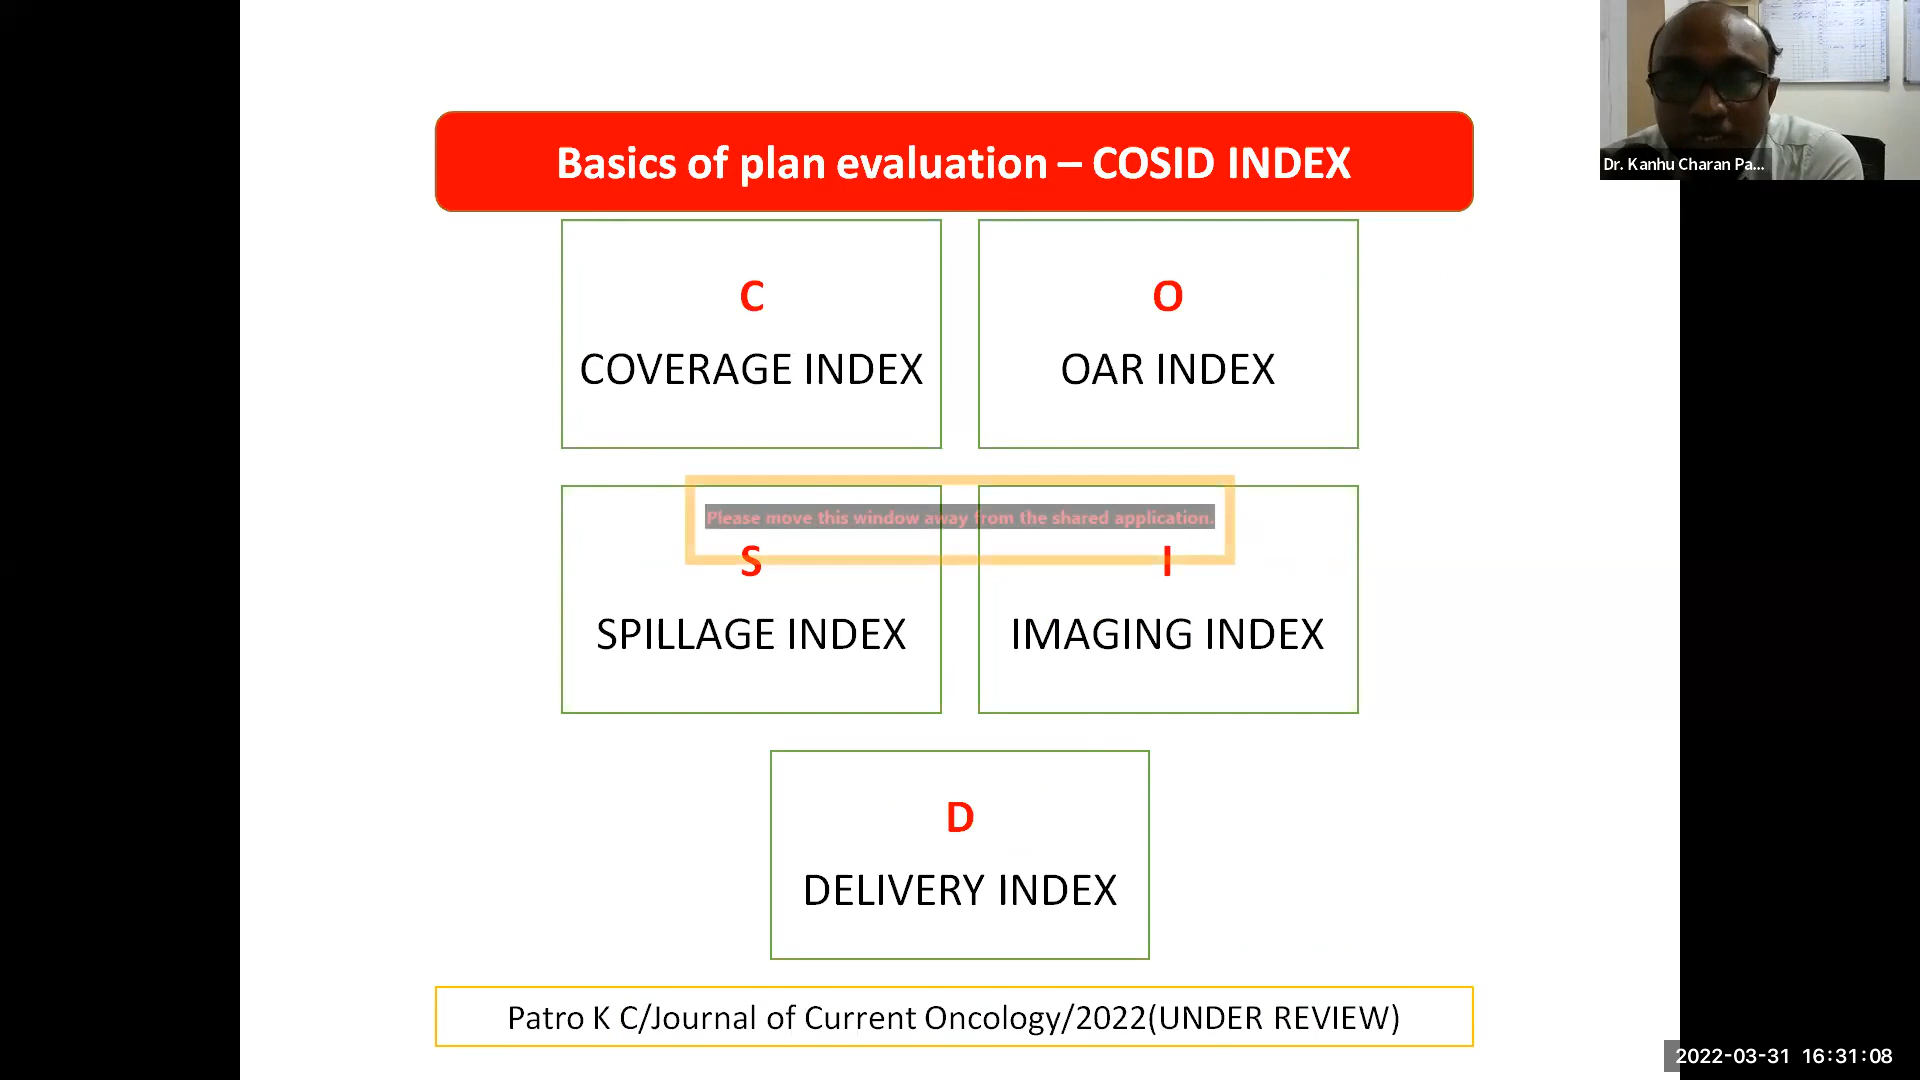 Basics of plan evaluation – COSID INDEX
Dr. Kanhu Charan Pa...
C
O
COVERAGE INDEX
OAR INDEX
Please move this window away from the shared application.
S
I
SPILLAGE INDEX
IMAGING INDEX
D
DELIVERY INDEX
Patro K C/Journal of Current Oncology/2022(UNDER REVIEW)
2022-03-31 16:31:08